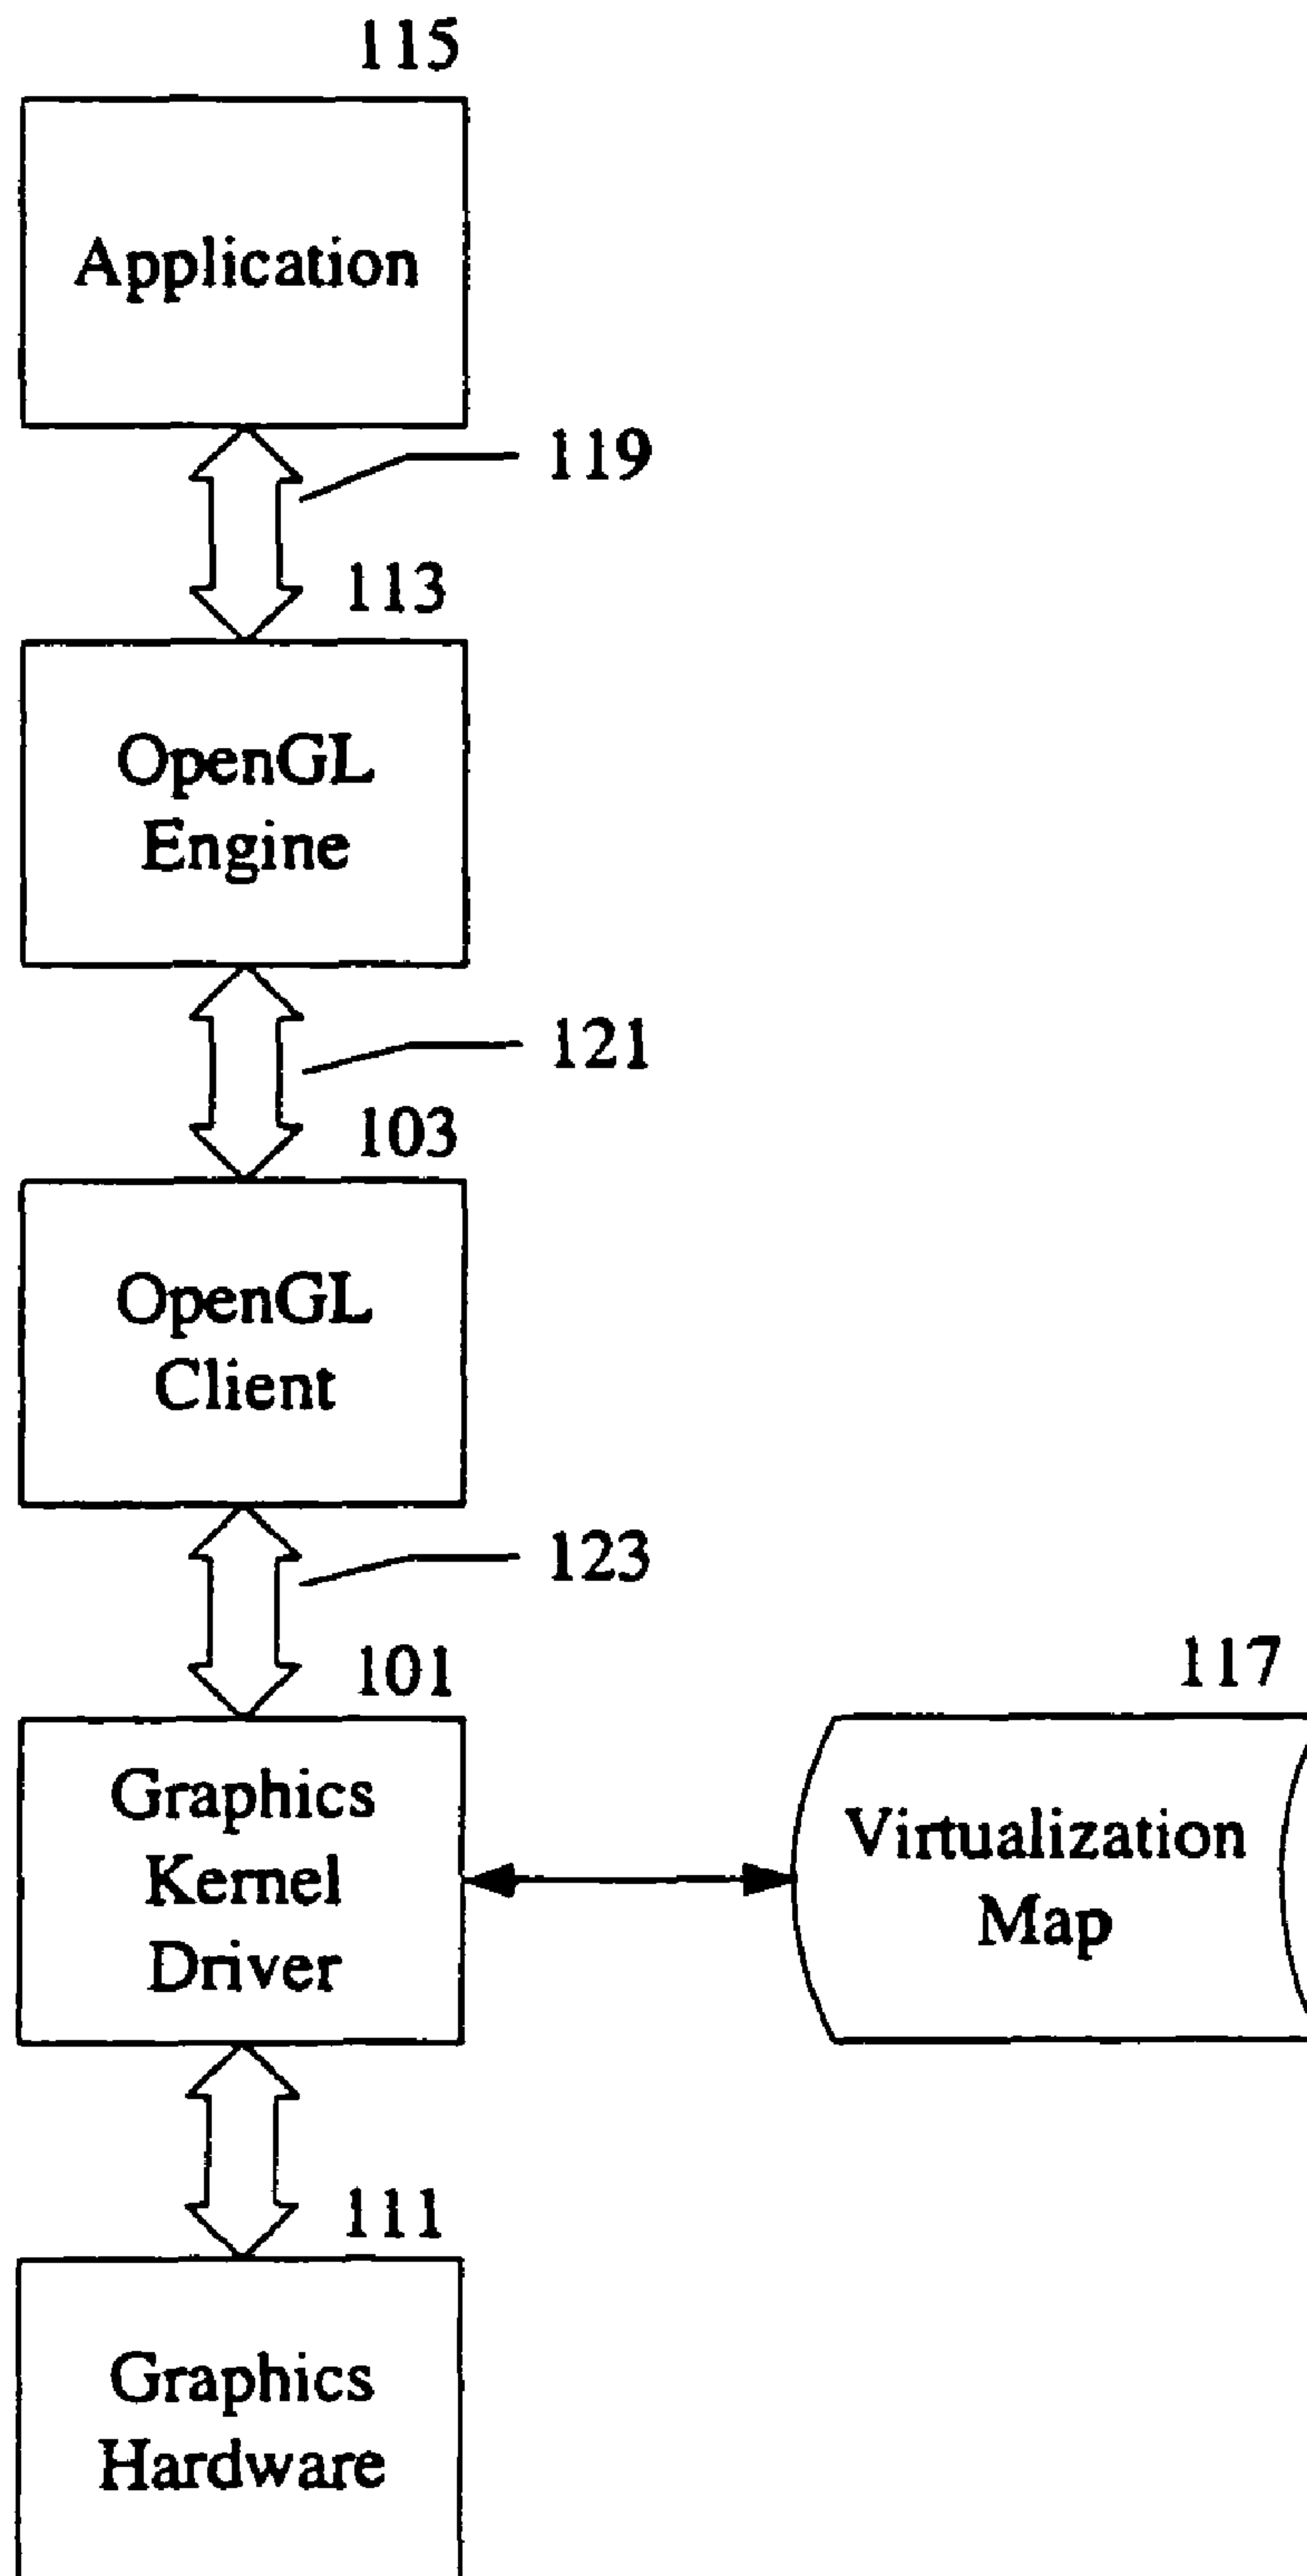 115
Application
119
113
OpenGL
Engine
121
103
OpenGL
Client
123
101
Graphics
Kernel
Driver
117
Virtualization
Map
111
Graphics
Hardware